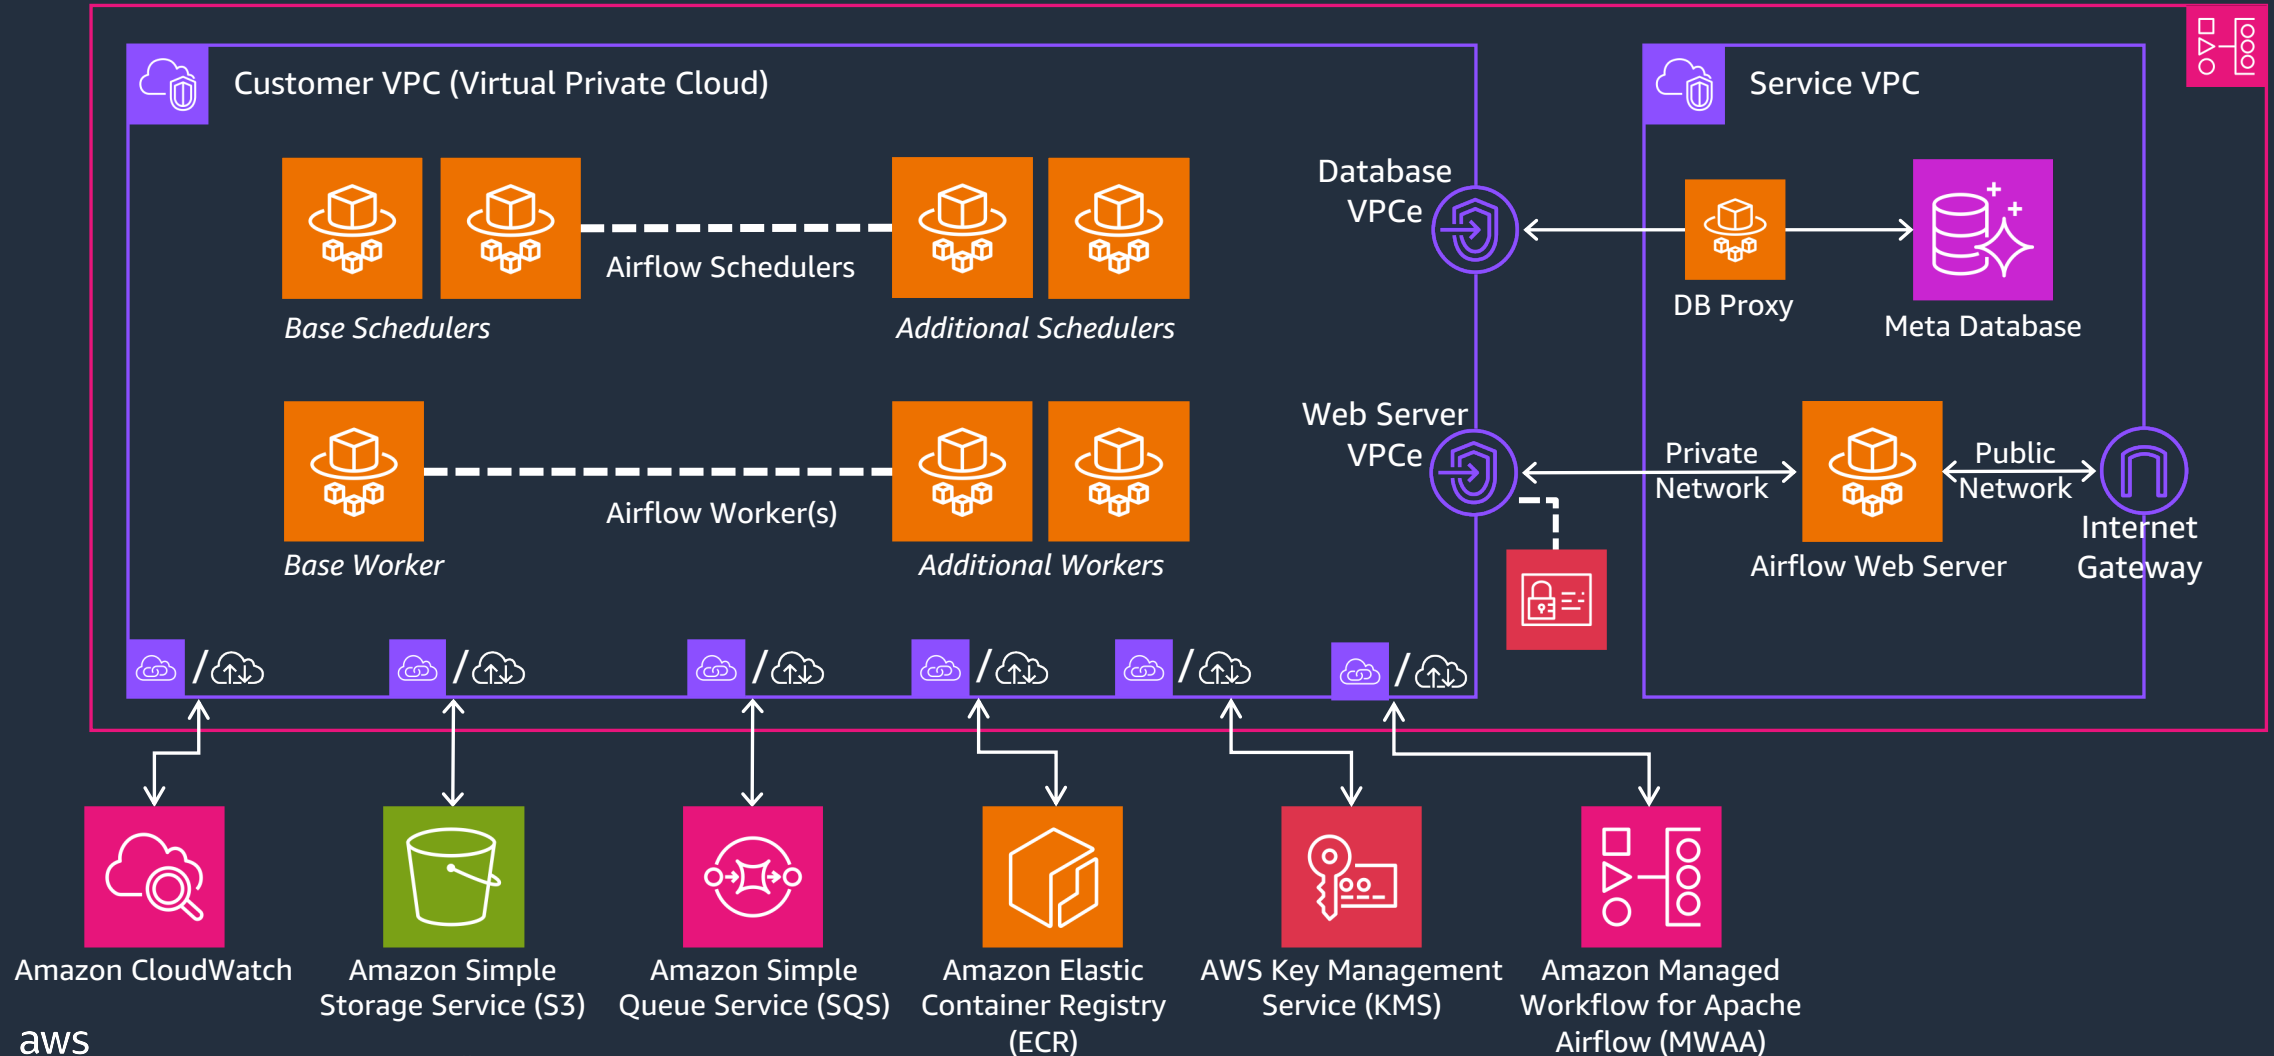 Customer VPC (Virtual Private Cloud)
Service VPC
Database
VPCe
Airflow Schedulers
Base Schedulers
Additional Schedulers
DB Proxy
Meta Database
Web Server
VPCe
Private
Network
Public
Network
Airflow Worker(s)
Base Worker
Additional Workers
Airflow Web Server
Internet
Gateway
/
/
/
/
/
/
Amazon CloudWatch
Amazon Simple
Storage Service (S3)
Amazon Simple
Queue Service (SQS)
Amazon Elastic
Container Registry
(ECR)
AWS Key Management
Service (KMS)
Amazon Managed
Workflow for Apache
Airflow (MWAA)
aws